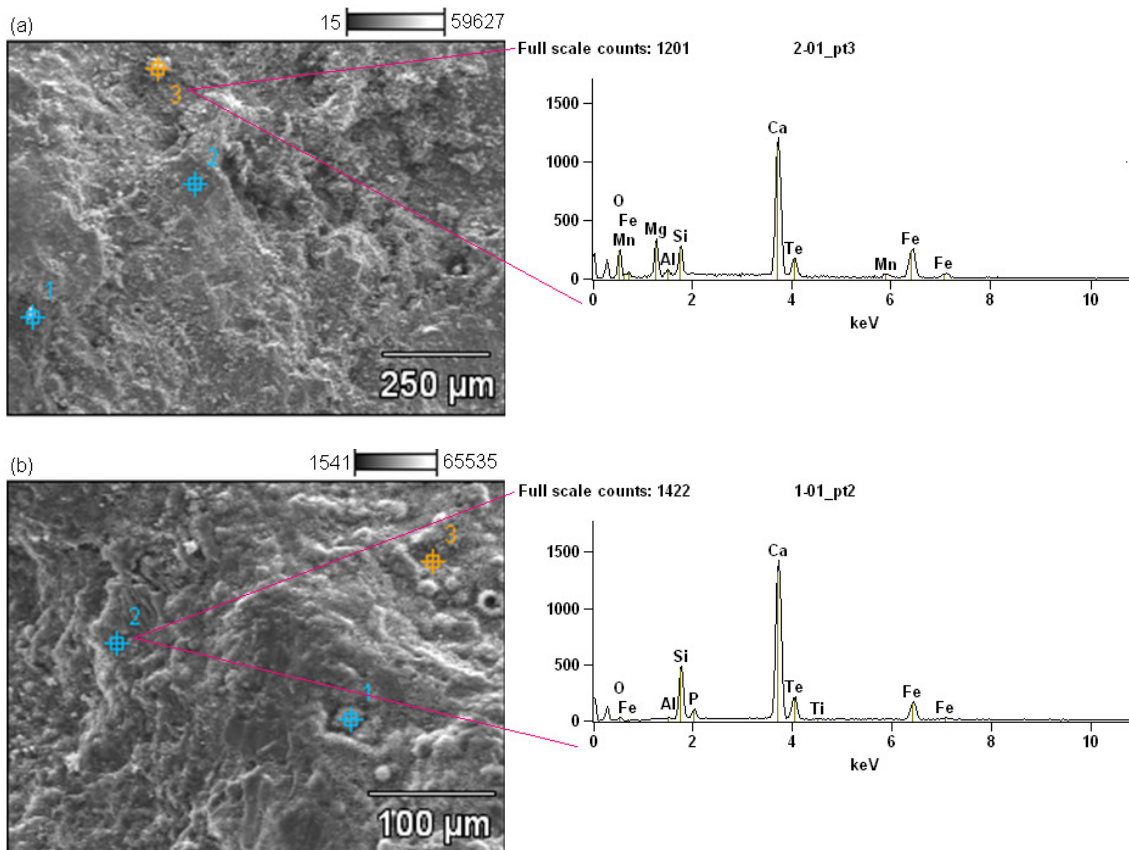 (a)
15 59627
1
2
3
250 µm
Full scale counts: 1201 2-01_pt3
1500
1000
500
0
Ca
O
Fe
Mn
Mg
Al
Si
Te
Mn
Fe
Fe
0 2 4 6 8 10
keV
(b)
1541 65535
3
2
1
100 µm
Full scale counts: 1422 1-01_pt2
1500
1000
500
0
Ca
Si
O
Fe
Al
P
Te
Ti
Fe
Fe
0 2 4 6 8 10
keV